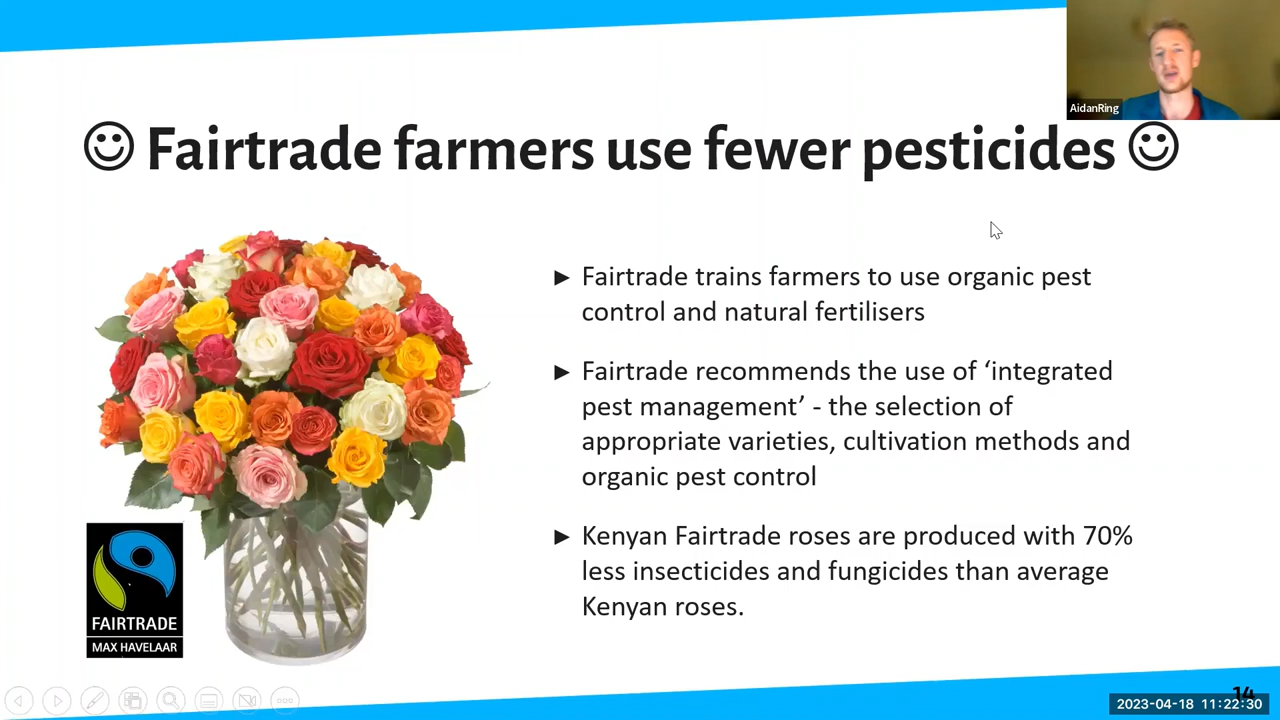 AidanRing
☺ Fairtrade farmers use fewer pesticides ☺
► Fairtrade trains farmers to use organic pest
control and natural fertilisers
► Fairtrade recommends the use of ‘integrated
pest management’ - the selection of
appropriate varieties, cultivation methods and
organic pest control
► Kenyan Fairtrade roses are produced with 70%
less insecticides and fungicides than average
Kenyan roses.
FAIRTRADE
MAX HAVELAAR
14
2023-04-18 11:22:30